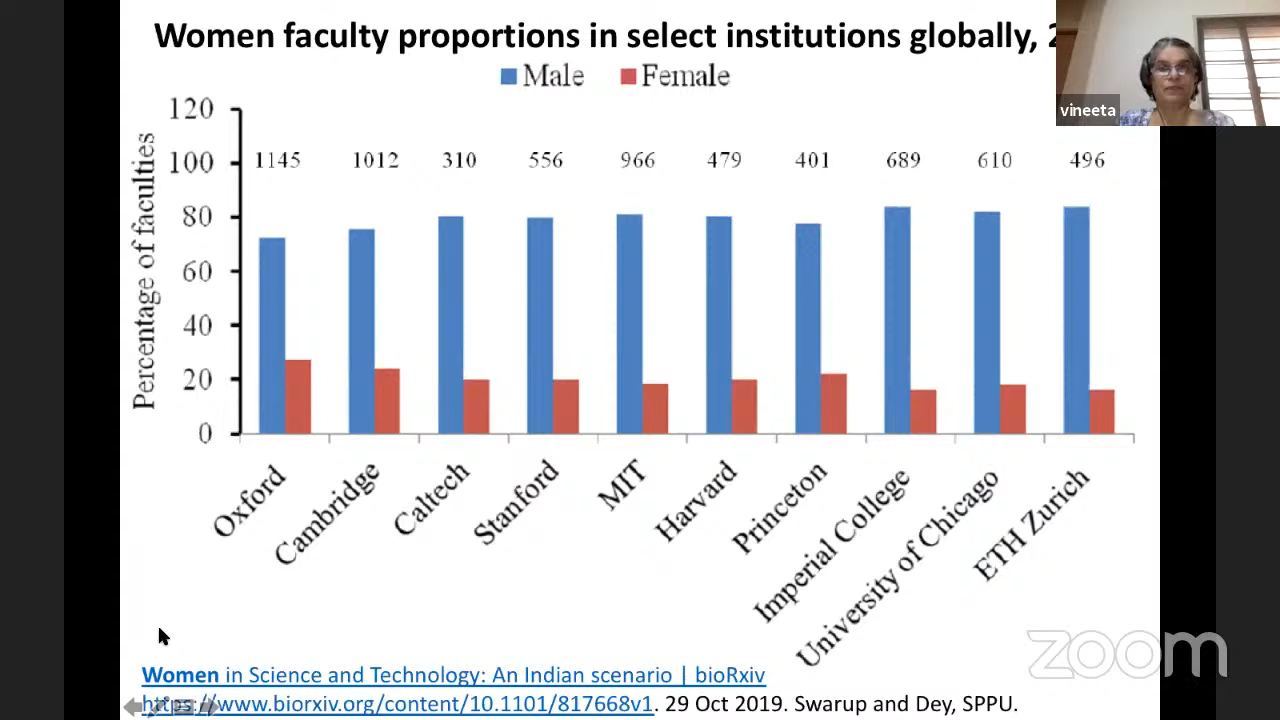 Women faculty proportions in select institutions globally, 2
Male Female
vineeta
Percentage of faculties
120
100
80
60
40
20
0
1145 1012 310 556 966 479 401 689 610 496
Oxford
Cambridge
Caltech
Stanford
MIT
Harvard
Princeton
Imperial College
University of Chicago
ETH Zurich
zoom
Women in Science and Technology: An Indian scenario | bioRxiv
https://www.biorxiv.org/content/10.1101/817668v1. 29 Oct 2019. Swarup and Dey, SPPU.